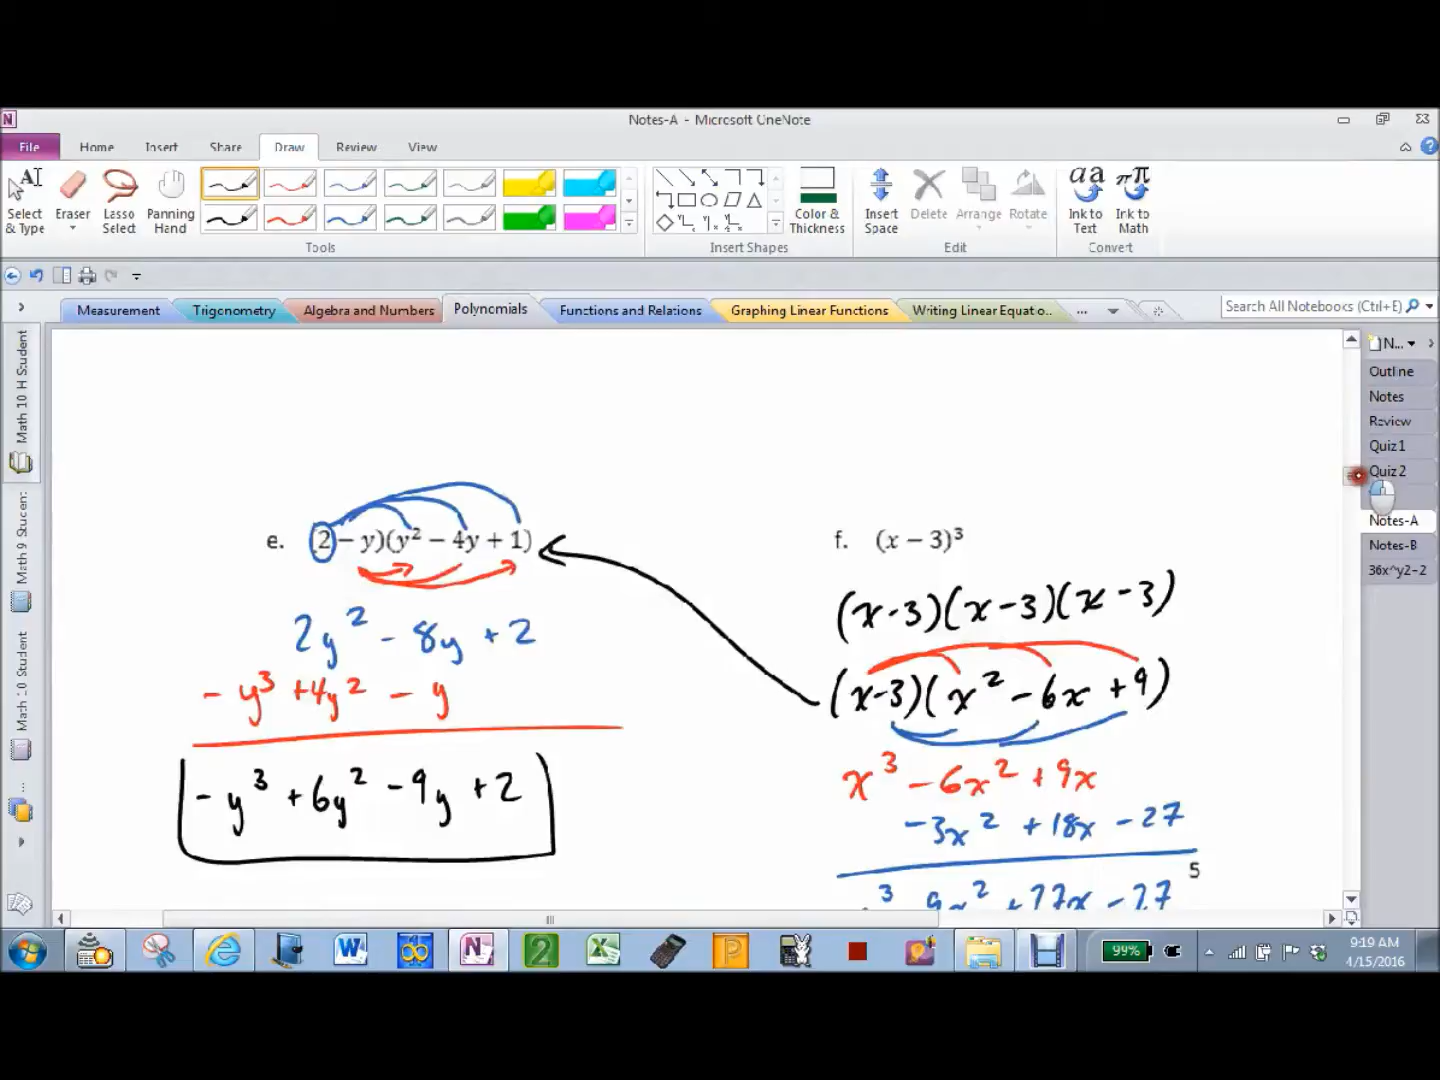 Notes-A - Microsoft OneNote
File Home Insert Share Draw Review View
Select & Type Eraser Lasso Select Panning Hand Color & Thickness Insert Space Delete Arrange Rotate Ink to Text Ink to Math
Tools Insert Shapes Edit Convert
Measurement Trigonometry Algebra and Numbers Polynomials Functions and Relations Graphing Linear Functions Writing Linear Equatio... ... Search All Notebooks (Ctrl+E)
N...
Outline
Notes
Review
Quiz 1
Quiz 2
Notes-A
Notes-B
36x^y2-2
Math 10 H Student
Math 9 Studen
Math 10 Student
e. (2 − y)(y² − 4y + 1)
2y² - 8y + 2
- y³ + 4y² - y
- y³ + 6y² - 9y + 2
f. (x − 3)³
(x-3)(x-3)(x-3)
(x-3)(x² - 6x + 9)
x³ - 6x² + 9x
-3x² + 18x - 27
5
99% 9:19 AM
4/15/2016